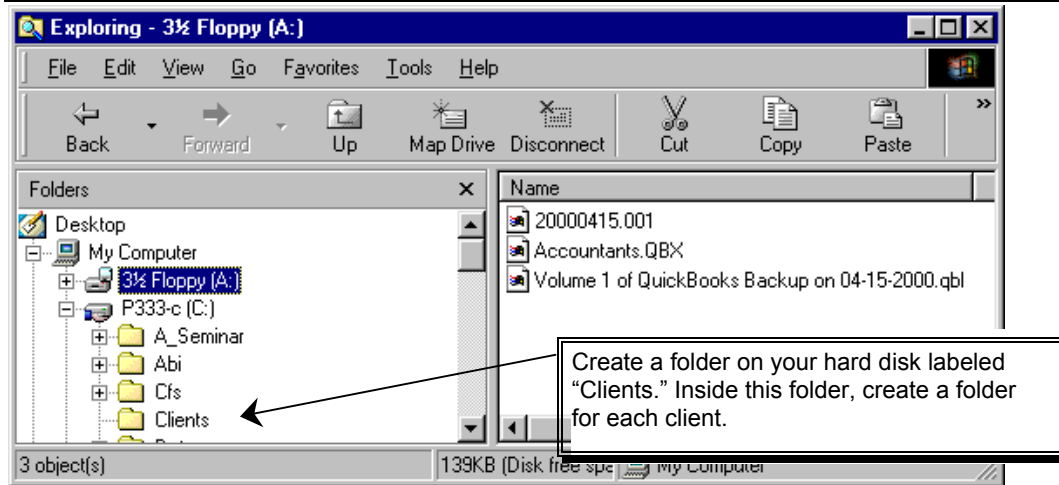 Exploring - 3½ Floppy (A:)
File Edit View Go Favorites Tools Help
Back Forward Up Map Drive Disconnect Cut Copy Paste »
Folders
Name
Desktop
My Computer
3½ Floppy (A:)
P333-c (C:)
A_Seminar
Abi
Cfs
Clients
20000415.001
Accountants.QBX
Volume 1 of QuickBooks Backup on 04-15-2000.qbl
Create a folder on your hard disk labeled
“Clients.” Inside this folder, create a folder
for each client.
3 object(s)
139KB (Disk free spa
My Computer